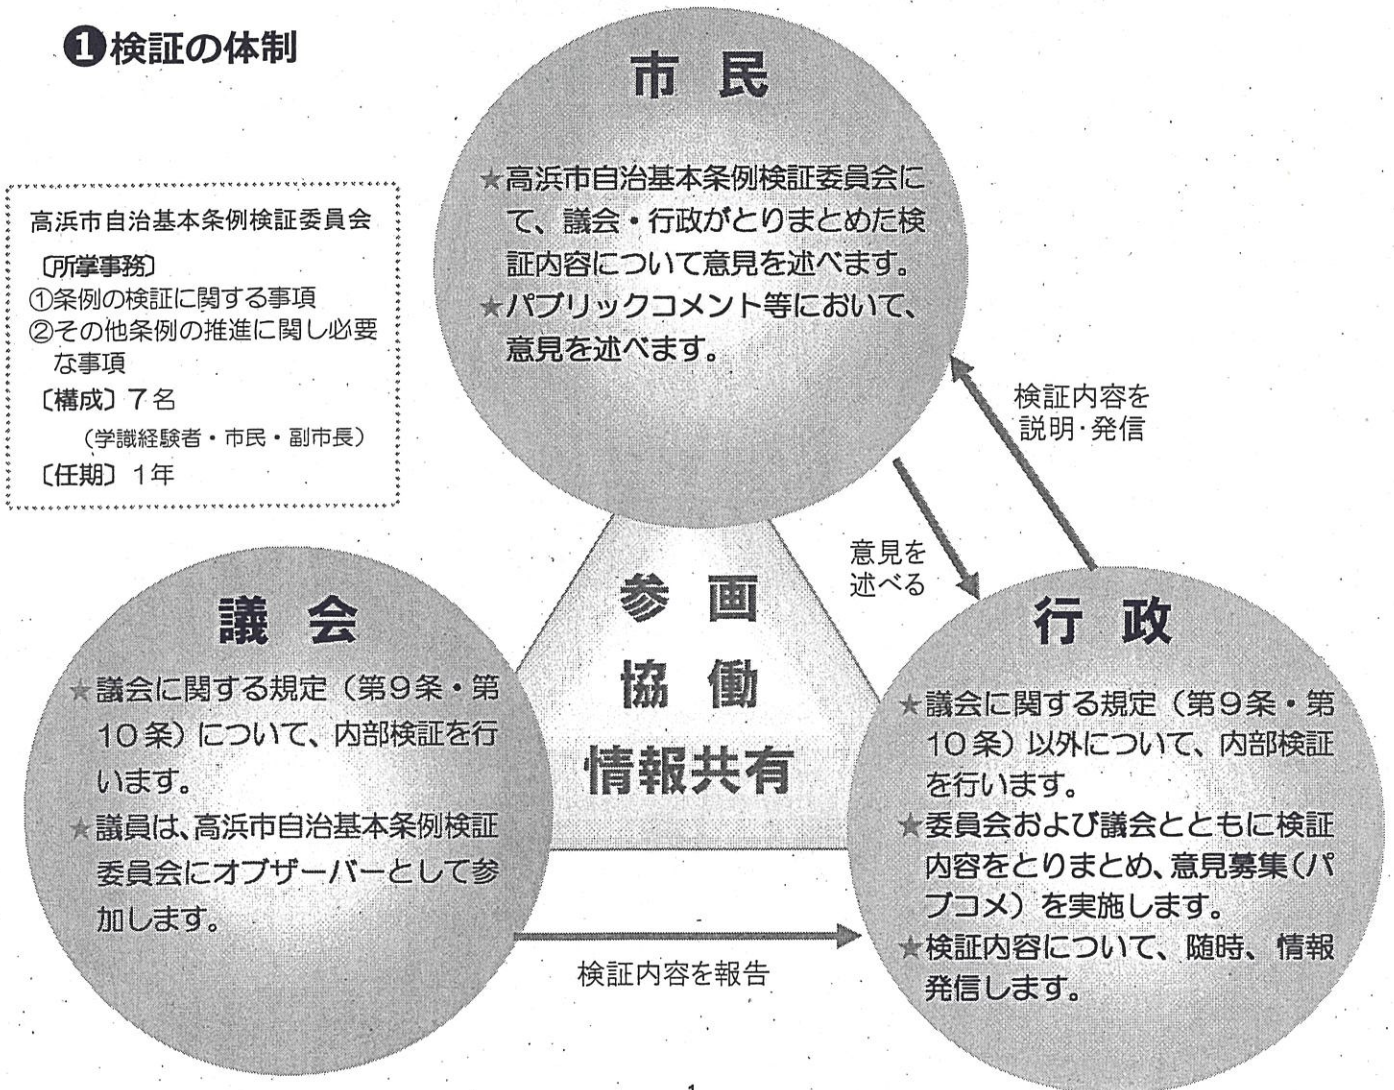 ❶検証の体制
市 民
★高浜市自治基本条例検証委員会に
て、議会・行政がとりまとめた検
証内容について意見を述べます。
★パブリックコメント等において、
意見を述べます。
高浜市自治基本条例検証委員会
〔所掌事務〕
①条例の検証に関する事項
②その他条例の推進に関し必要
な事項
〔構成〕7名
（学識経験者・市民・副市長）
〔任期〕1年
検証内容を
説明・発信
意見を
述べる
参 画
協 働
情報共有
議 会
★議会に関する規定（第9条・第
10条）について、内部検証を行
います。
★議員は、高浜市自治基本条例検証
委員会にオブザーバーとして参
加します。
行 政
★議会に関する規定（第9条・第
10条）以外について、内部検証
を行います。
★委員会および議会とともに検証
内容をとりまとめ、意見募集（パ
ブコメ）を実施します。
★検証内容について、随時、情報
発信します。
検証内容を報告
1